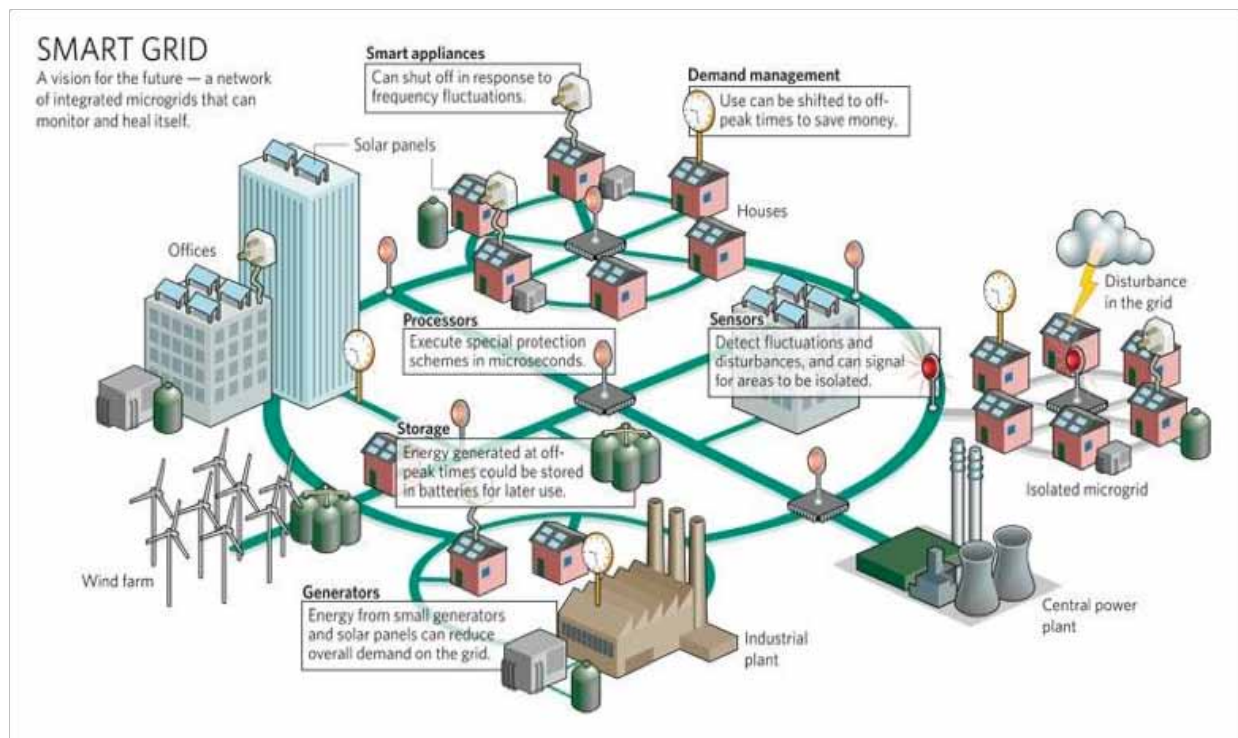 SMART GRID
A vision for the future — a network
of integrated microgrids that can
monitor and heal itself.
Smart appliances
Can shut off in response to
frequency fluctuations.
Demand management
Use can be shifted to off-
peak times to save money.
Solar panels
Houses
Offices
Disturbance
in the grid
Processors
Execute special protection
schemes in microseconds.
Sensors
Detect fluctuations and
disturbances, and can signal
for areas to be isolated.
Storage
Energy generated at off-
peak times could be stored
in batteries for later use.
Isolated microgrid
Wind farm
Generators
Energy from small generators
and solar panels can reduce
overall demand on the grid.
Industrial
plant
Central power
plant